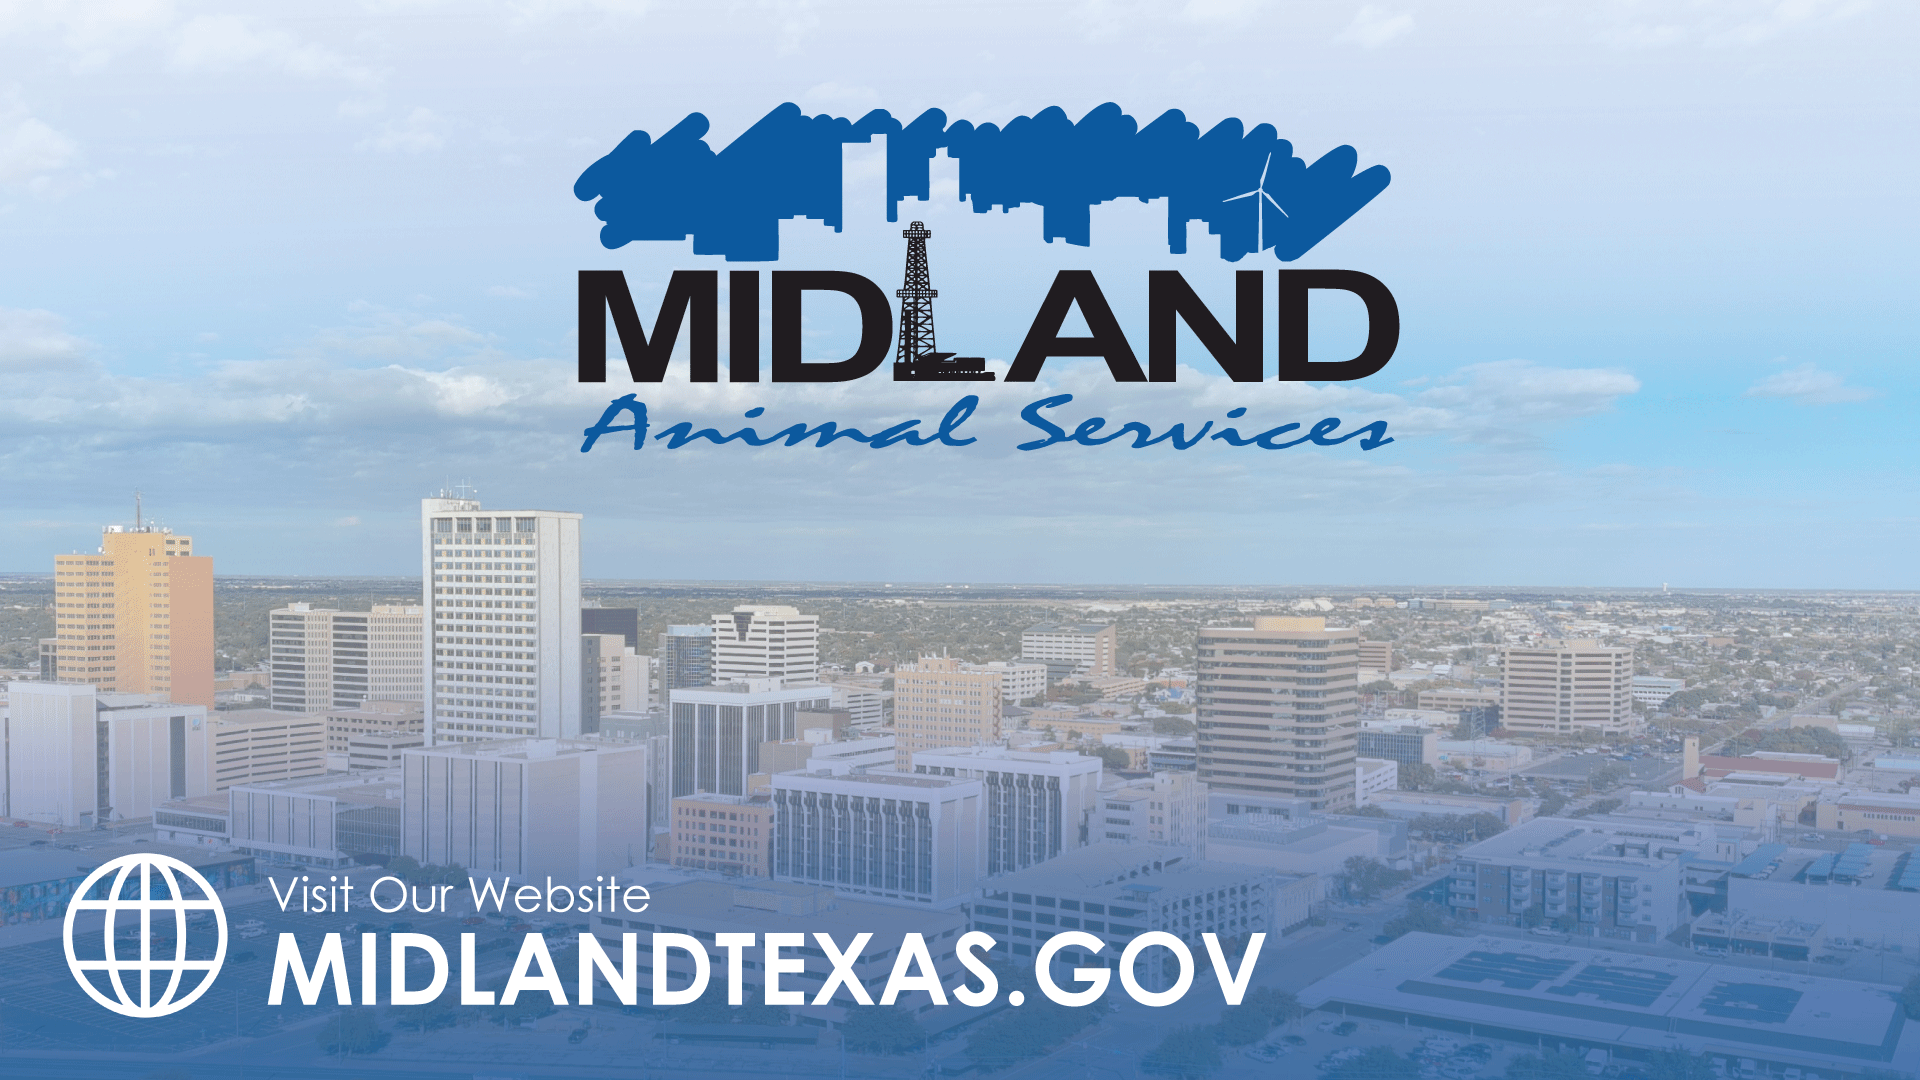 MIDLAND
Animal Services
Visit Our Website
MIDLANDTEXAS.GOV